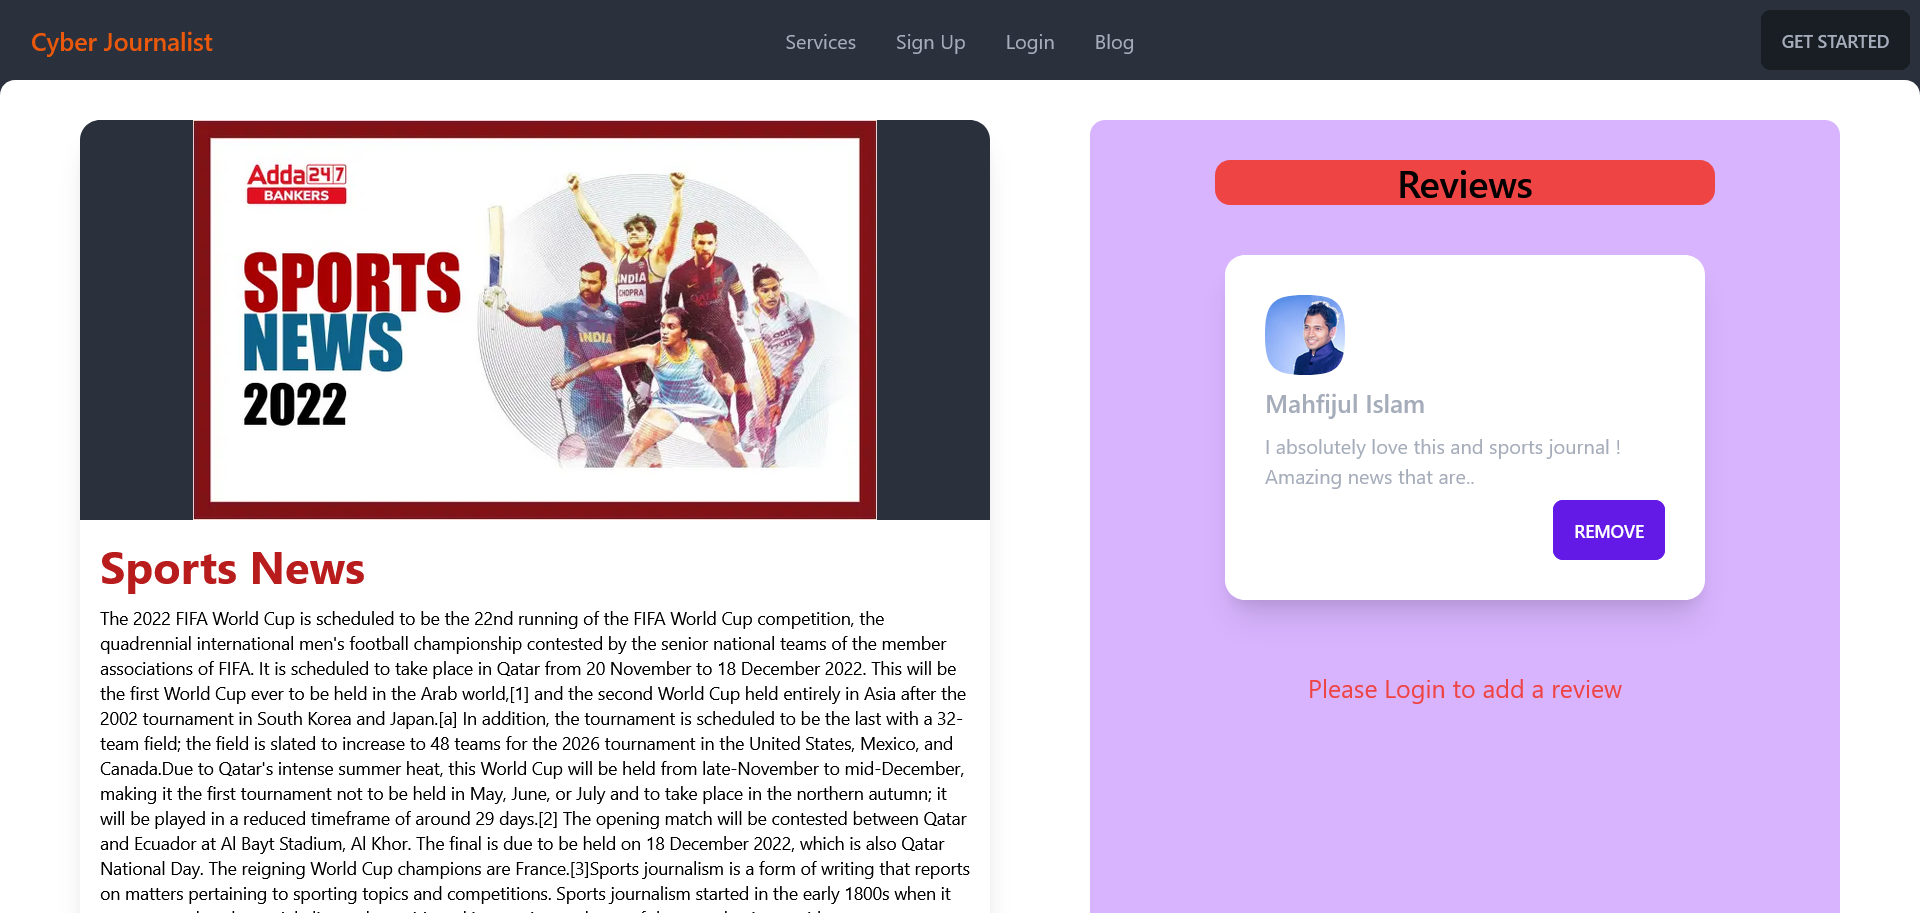 Cyber Journalist
Services
Sign Up
Login
Blog
GET STARTED
Adda 24 7
BANKERS
SPORTS
NEWS
2022
INDIA
CHOPRA
INDIA
Sports News
The 2022 FIFA World Cup is scheduled to be the 22nd running of the FIFA World Cup competition, the
quadrennial international men's football championship contested by the senior national teams of the member
associations of FIFA. It is scheduled to take place in Qatar from 20 November to 18 December 2022. This will be
the first World Cup ever to be held in the Arab world,[1] and the second World Cup held entirely in Asia after the
2002 tournament in South Korea and Japan.[a] In addition, the tournament is scheduled to be the last with a 32-
team field; the field is slated to increase to 48 teams for the 2026 tournament in the United States, Mexico, and
Canada.Due to Qatar's intense summer heat, this World Cup will be held from late-November to mid-December,
making it the first tournament not to be held in May, June, or July and to take place in the northern autumn; it
will be played in a reduced timeframe of around 29 days.[2] The opening match will be contested between Qatar
and Ecuador at Al Bayt Stadium, Al Khor. The final is due to be held on 18 December 2022, which is also Qatar
National Day. The reigning World Cup champions are France.[3]Sports journalism is a form of writing that reports
on matters pertaining to sporting topics and competitions. Sports journalism started in the early 1800s when it
Reviews
Mahfijul Islam
I absolutely love this and sports journal !
Amazing news that are..
REMOVE
Please Login to add a review